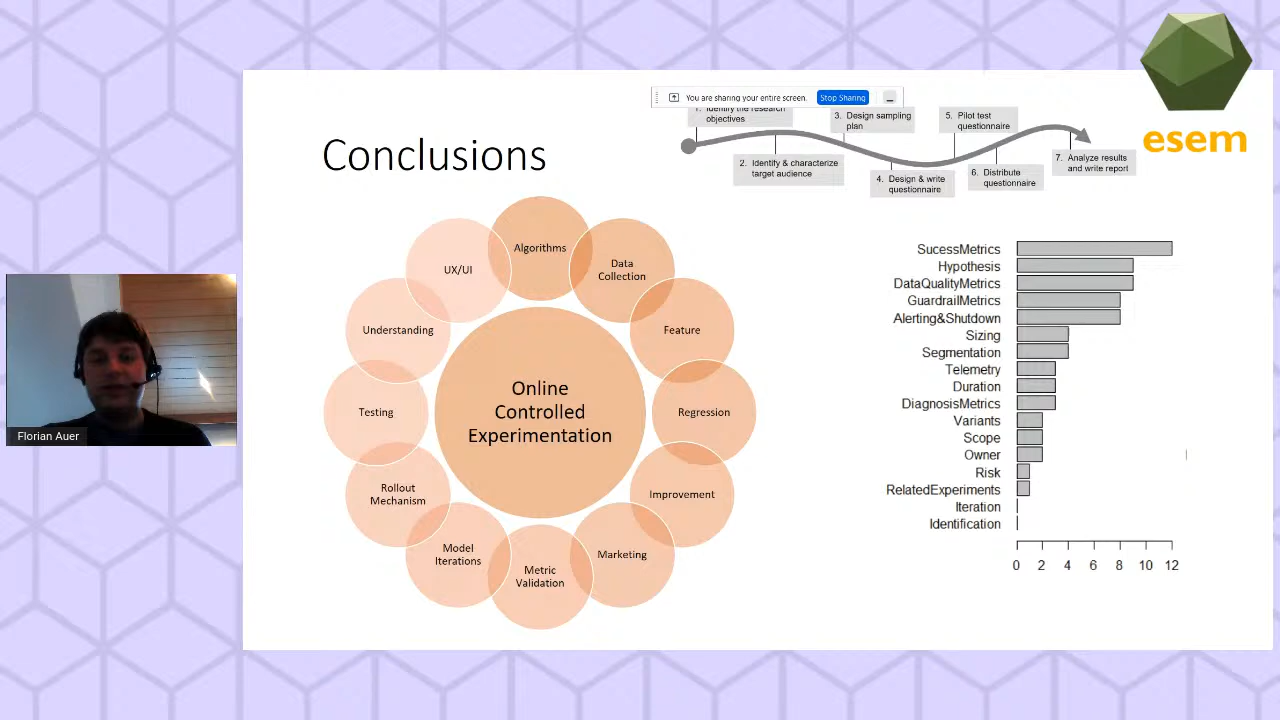 You are sharing your entire screen.
Stop Sharing
esem
Conclusions
1. Identify the research
objectives
2. Identify & characterize
target audience
3. Design sampling
plan
4. Design & write
questionnaire
5. Pilot test
questionnaire
6. Distribute
questionnaire
7. Analyze results
and write report
Online
Controlled
Experimentation
Algorithms
Data
Collection
Feature
Regression
Improvement
Marketing
Metric
Validation
Model
Iterations
Rollout
Mechanism
Testing
Understanding
UX/UI
SucessMetrics
Hypothesis
DataQualityMetrics
GuardrailMetrics
Alerting&Shutdown
Sizing
Segmentation
Telemetry
Duration
DiagnosisMetrics
Variants
Scope
Owner
Risk
RelatedExperiments
Iteration
Identification
0 2 4 6 8 10 12
Florian Auer